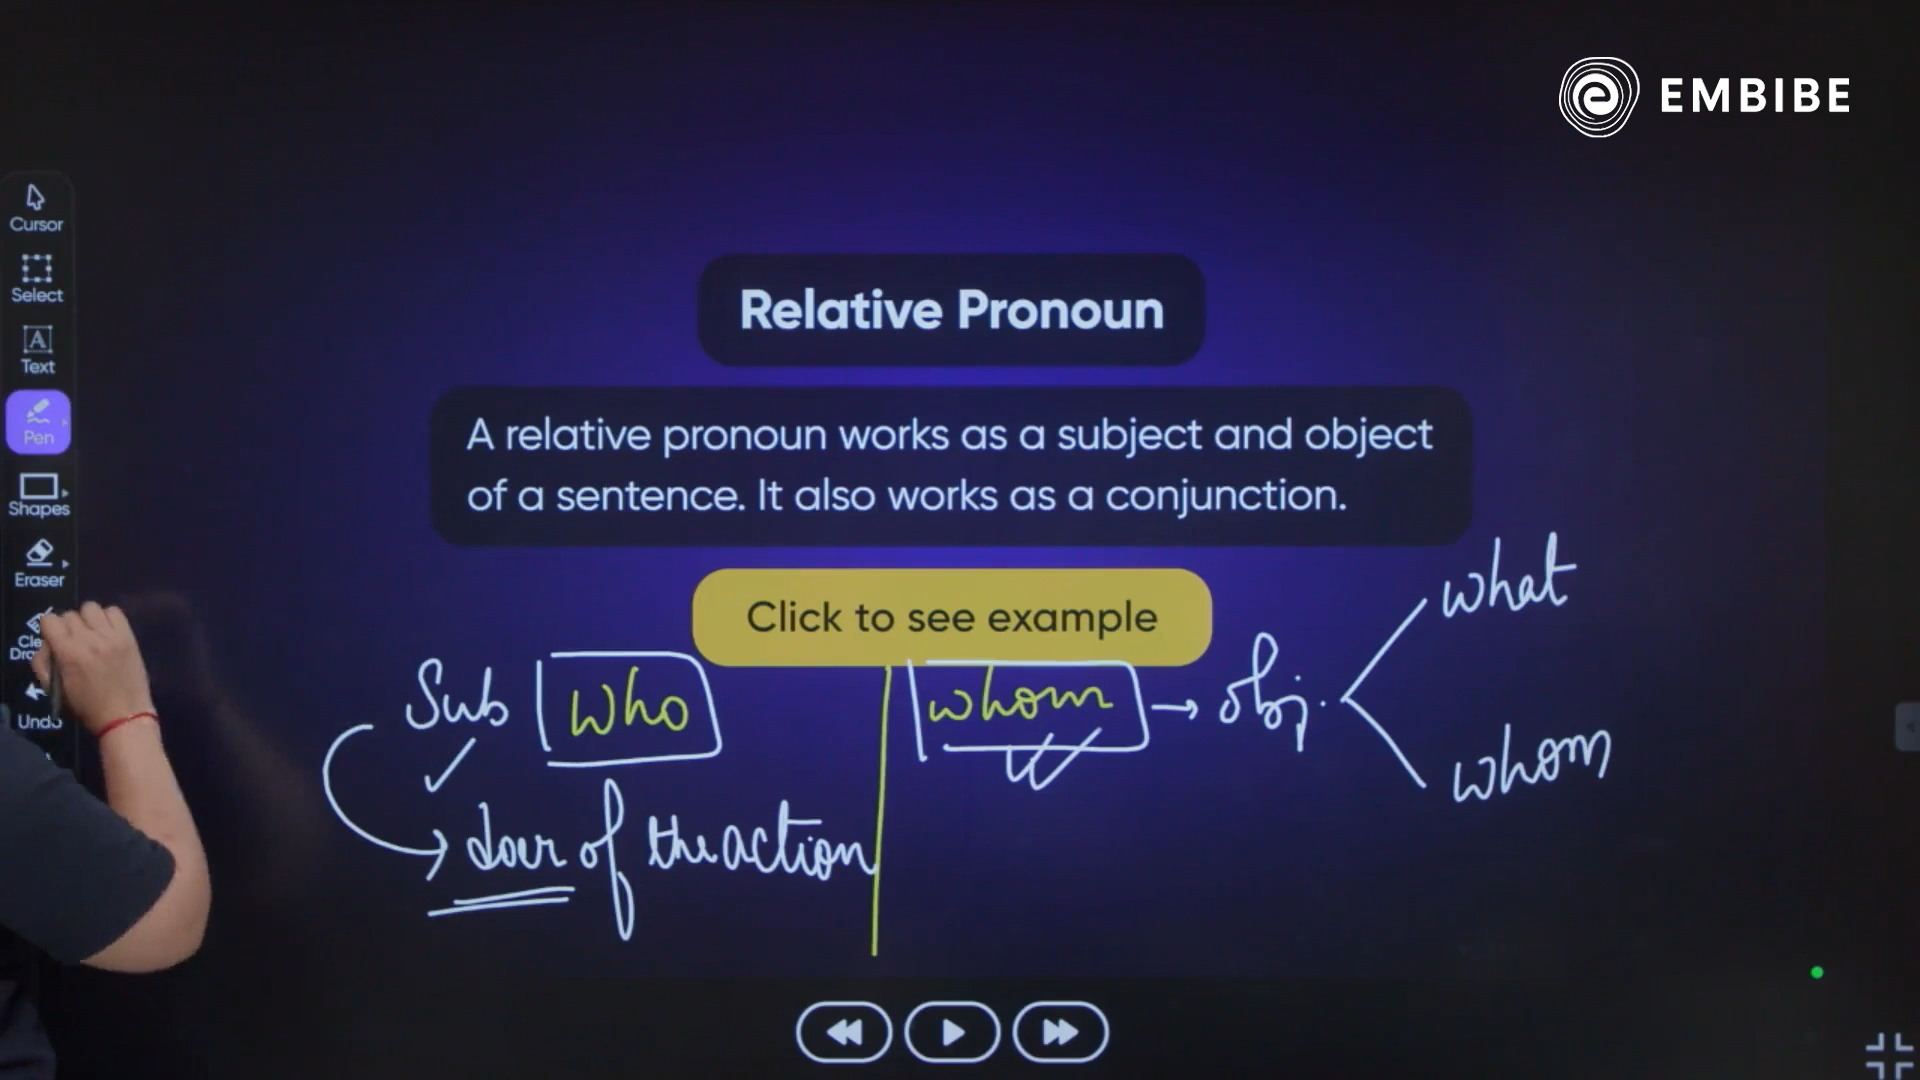 EMBIBE
Cursor
Select
Text
Pen
Shapes
Eraser
Undo
Relative Pronoun
A relative pronoun works as a subject and object
of a sentence. It also works as a conjunction.
Click to see example
Sub who
whom → obj.
what
whom
→ doer of the action